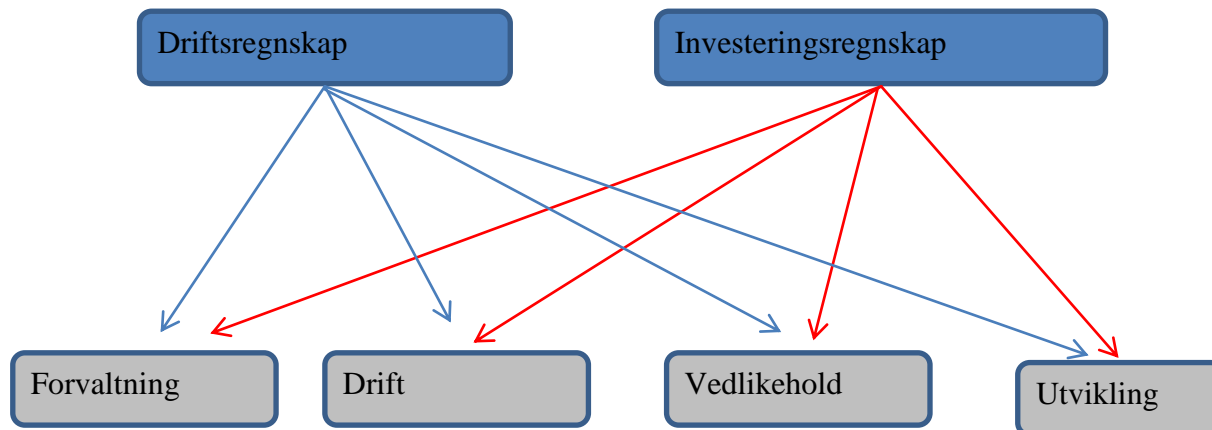 Driftsregnskap
Investeringsregnskap
Forvaltning
Drift
Vedlikehold
Utvikling